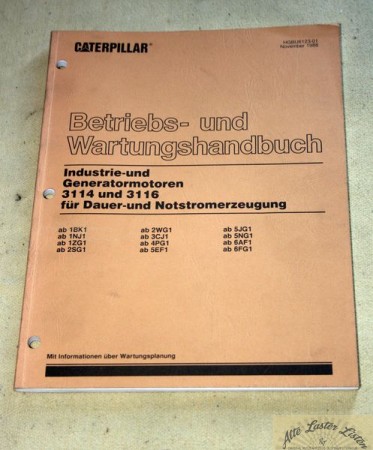 CATERPILLAR®
November 1989
Betriebs- und
Wartungshandbuch
Industrie-und
Generatormotoren
3114 und 3116
für Dauer-und Notstromerzeugung
ab 1BK1 ab 2WG1 ab 5JG1
ab 1NJ1 ab 3CJ1 ab 5NG1
ab 1ZG1 ab 4PG1 ab 6AF1
ab 2SG1 ab 5EF1 ab 6FG1
Mit Informationen über Wartungsplanung
Alte Laster Listen